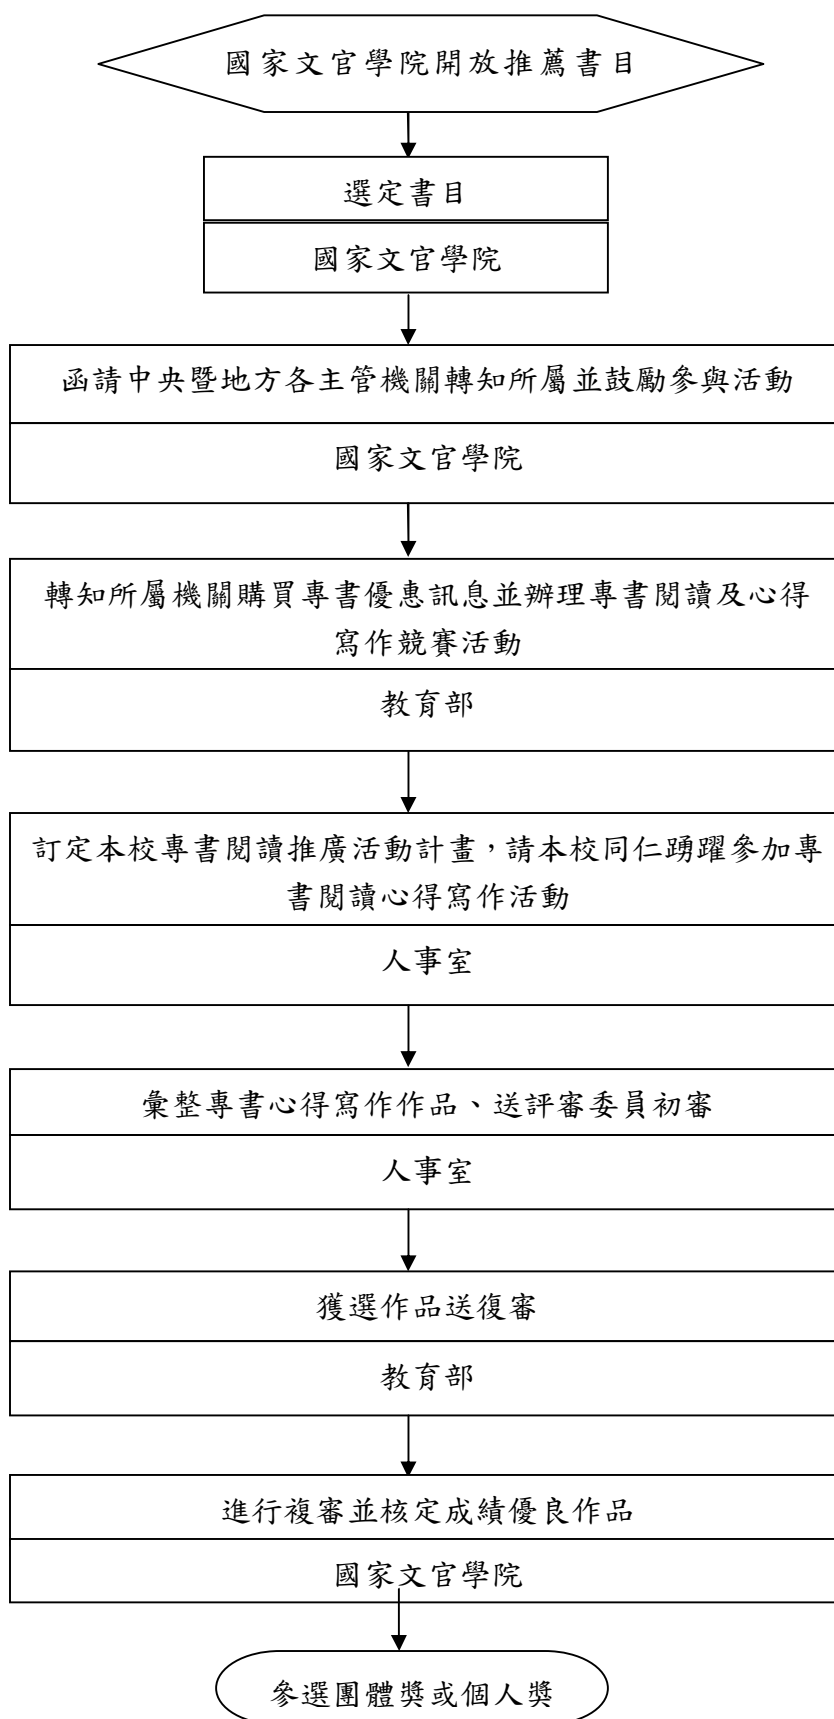 國家文官學院開放推薦書目
選定書目
國家文官學院
函請中央暨地方各主管機關轉知所屬並鼓勵參與活動
國家文官學院
轉知所屬機關購買專書優惠訊息並辦理專書閱讀及心得
寫作競賽活動
教育部
訂定本校專書閱讀推廣活動計畫，請本校同仁踴躍參加專
書閱讀心得寫作活動
人事室
彙整專書心得寫作作品、送評審委員初審
人事室
獲選作品送復審
教育部
進行複審並核定成績優良作品
國家文官學院
參選團體獎或個人獎